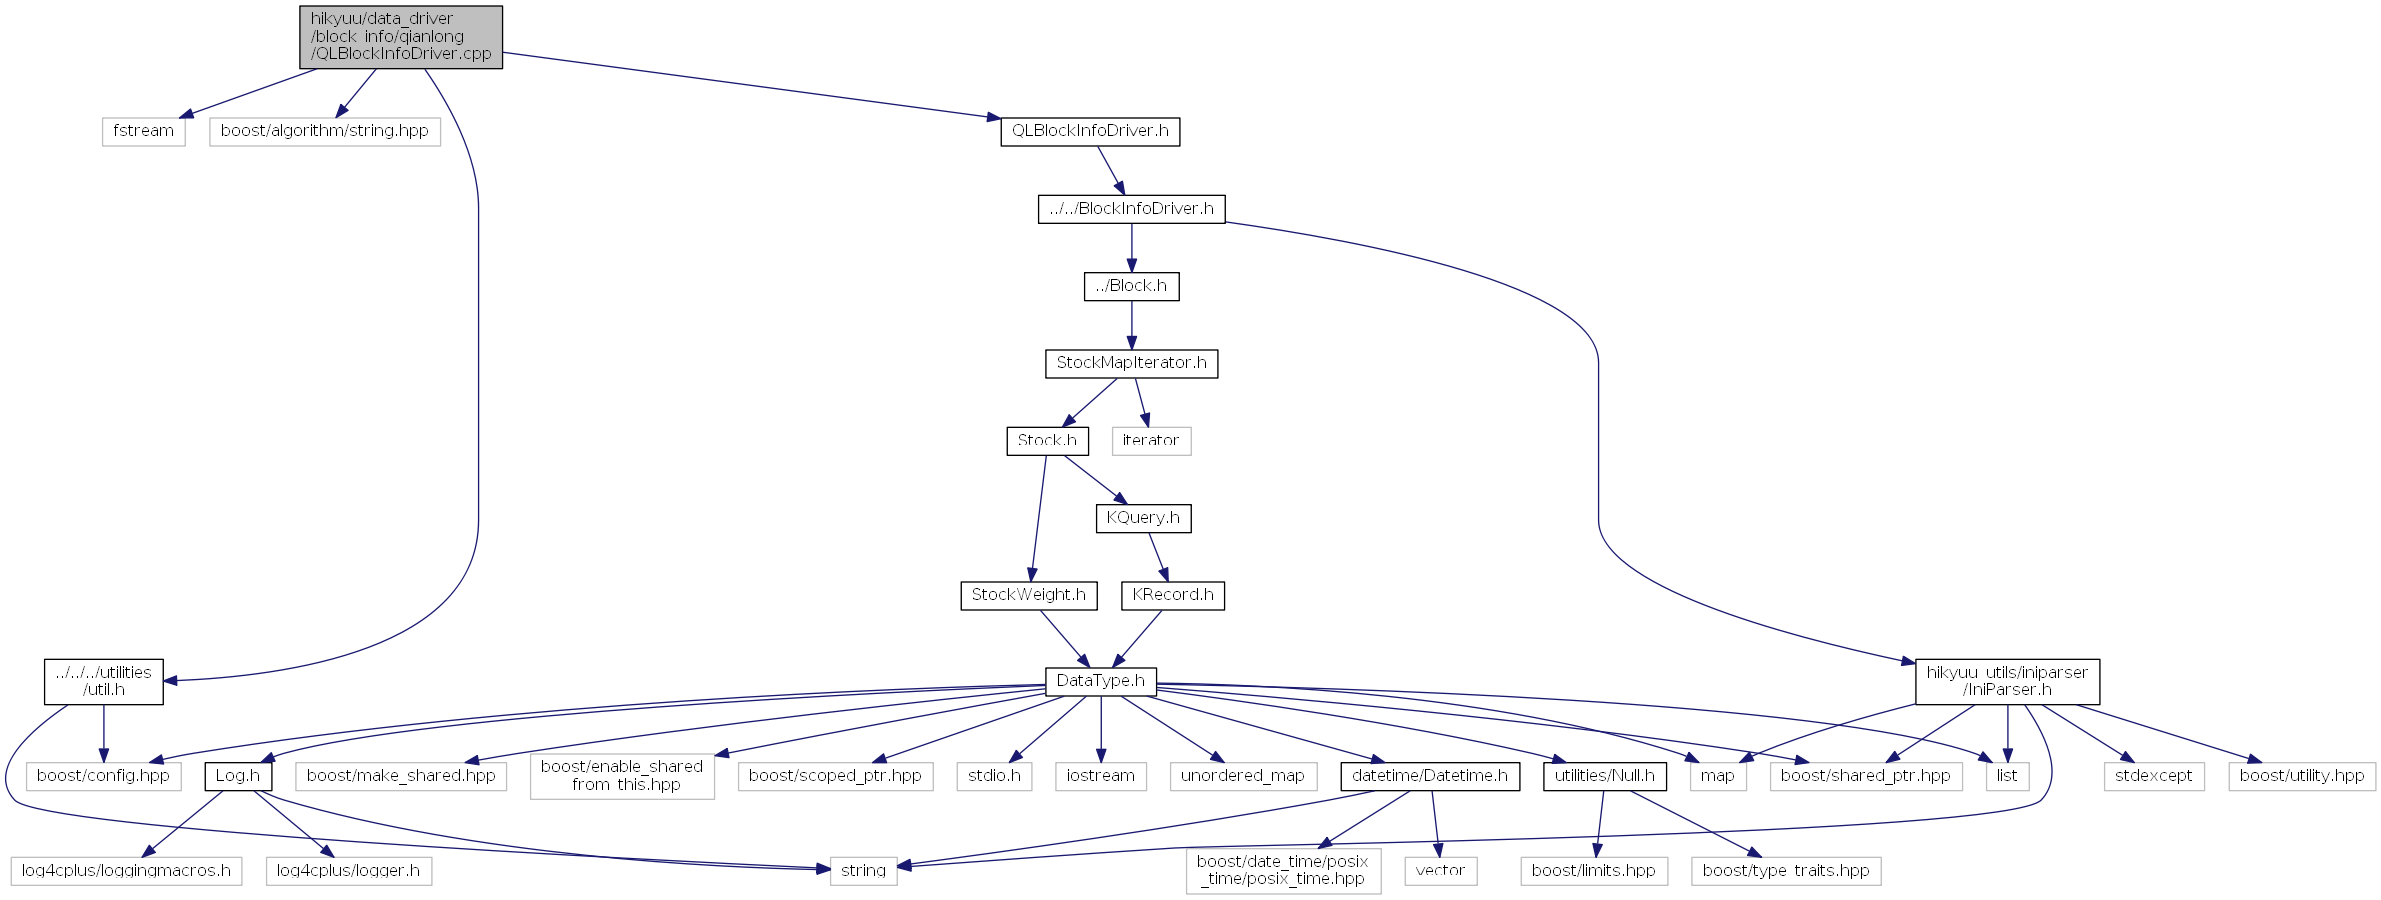 hikyuu/data_driver
/block_info/qianlong
/QLBlockInfoDriver.cpp
fstream
boost/algorithm/string.hpp
QLBlockInfoDriver.h
../../BlockInfoDriver.h
../Block.h
StockMapIterator.h
Stock.h
iterator
KQuery.h
StockWeight.h
KRecord.h
../../../utilities
/util.h
DataType.h
hikyuu_utils/iniparser
/IniParser.h
boost/config.hpp
Log.h
boost/make_shared.hpp
boost/enable_shared
_from_this.hpp
boost/scoped_ptr.hpp
stdio.h
iostream
unordered_map
datetime/Datetime.h
utilities/Null.h
map
boost/shared_ptr.hpp
list
stdexcept
boost/utility.hpp
log4cplus/loggingmacros.h
log4cplus/logger.h
string
boost/date_time/posix
_time/posix_time.hpp
vector
boost/limits.hpp
boost/type_traits.hpp